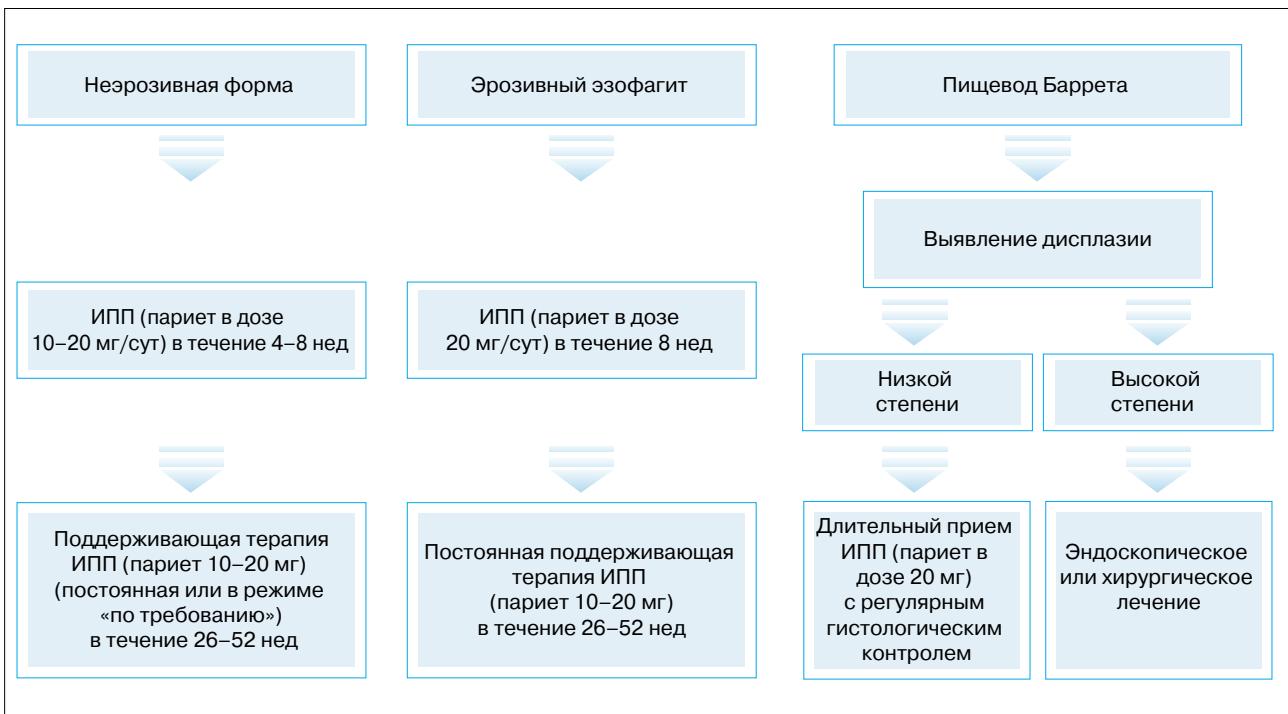 Неэрозивная форма
Эрозивный эзофагит
Пищевод Баррета
Выявление дисплазии
ИПП (париет в дозе
10–20 мг/сут) в течение 4–8 нед
ИПП (париет в дозе
20 мг/сут) в течение 8 нед
Низкой
степени
Высокой
степени
Поддерживающая терапия
ИПП (париет 10–20 мг)
(постоянная или в режиме
«по требованию»)
в течение 26–52 нед
Постоянная поддерживающая
терапия ИПП
(париет 10–20 мг)
в течение 26–52 нед
Длительный прием
ИПП (париет в
дозе 20 мг)
с регулярным
гистологическим
контролем
Эндоскопическое
или хирургическое
лечение